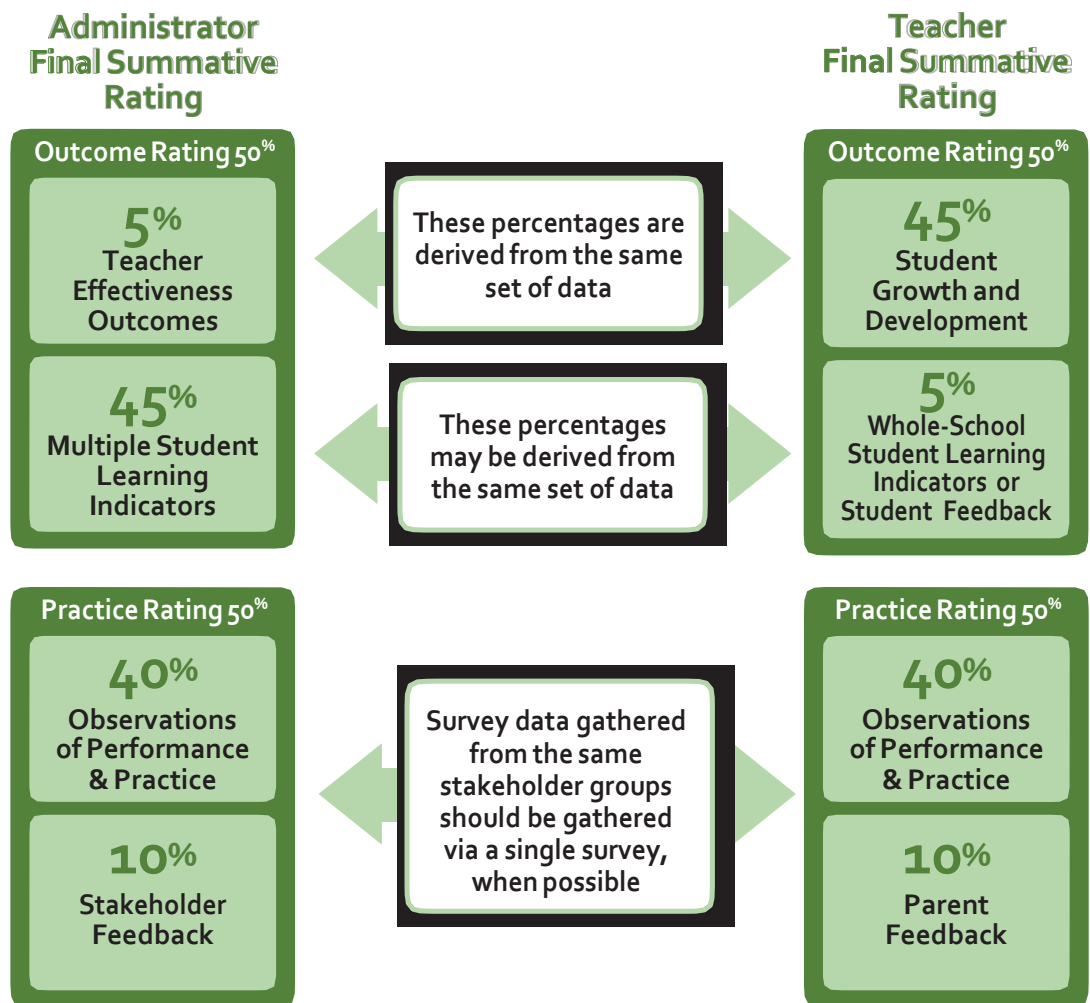 Administrator
Final Summative
Rating
Outcome Rating 50%
5%
Teacher
Effectiveness
Outcomes
45%
Multiple Student
Learning
Indicators
Practice Rating 50%
40%
Observations
of Performance
& Practice
10%
Stakeholder
Feedback
These percentages are
derived from the same
set of data
These percentages
may be derived from
the same set of data
Survey data gathered
from the same
stakeholder groups
should be gathered
via a single survey,
when possible
Teacher
Final Summative
Rating
Outcome Rating 50%
45%
Student
Growth and
Development
5%
Whole-School
Student Learning
Indicators or
Student Feedback
Practice Rating 50%
40%
Observations
of Performance
& Practice
10%
Parent
Feedback